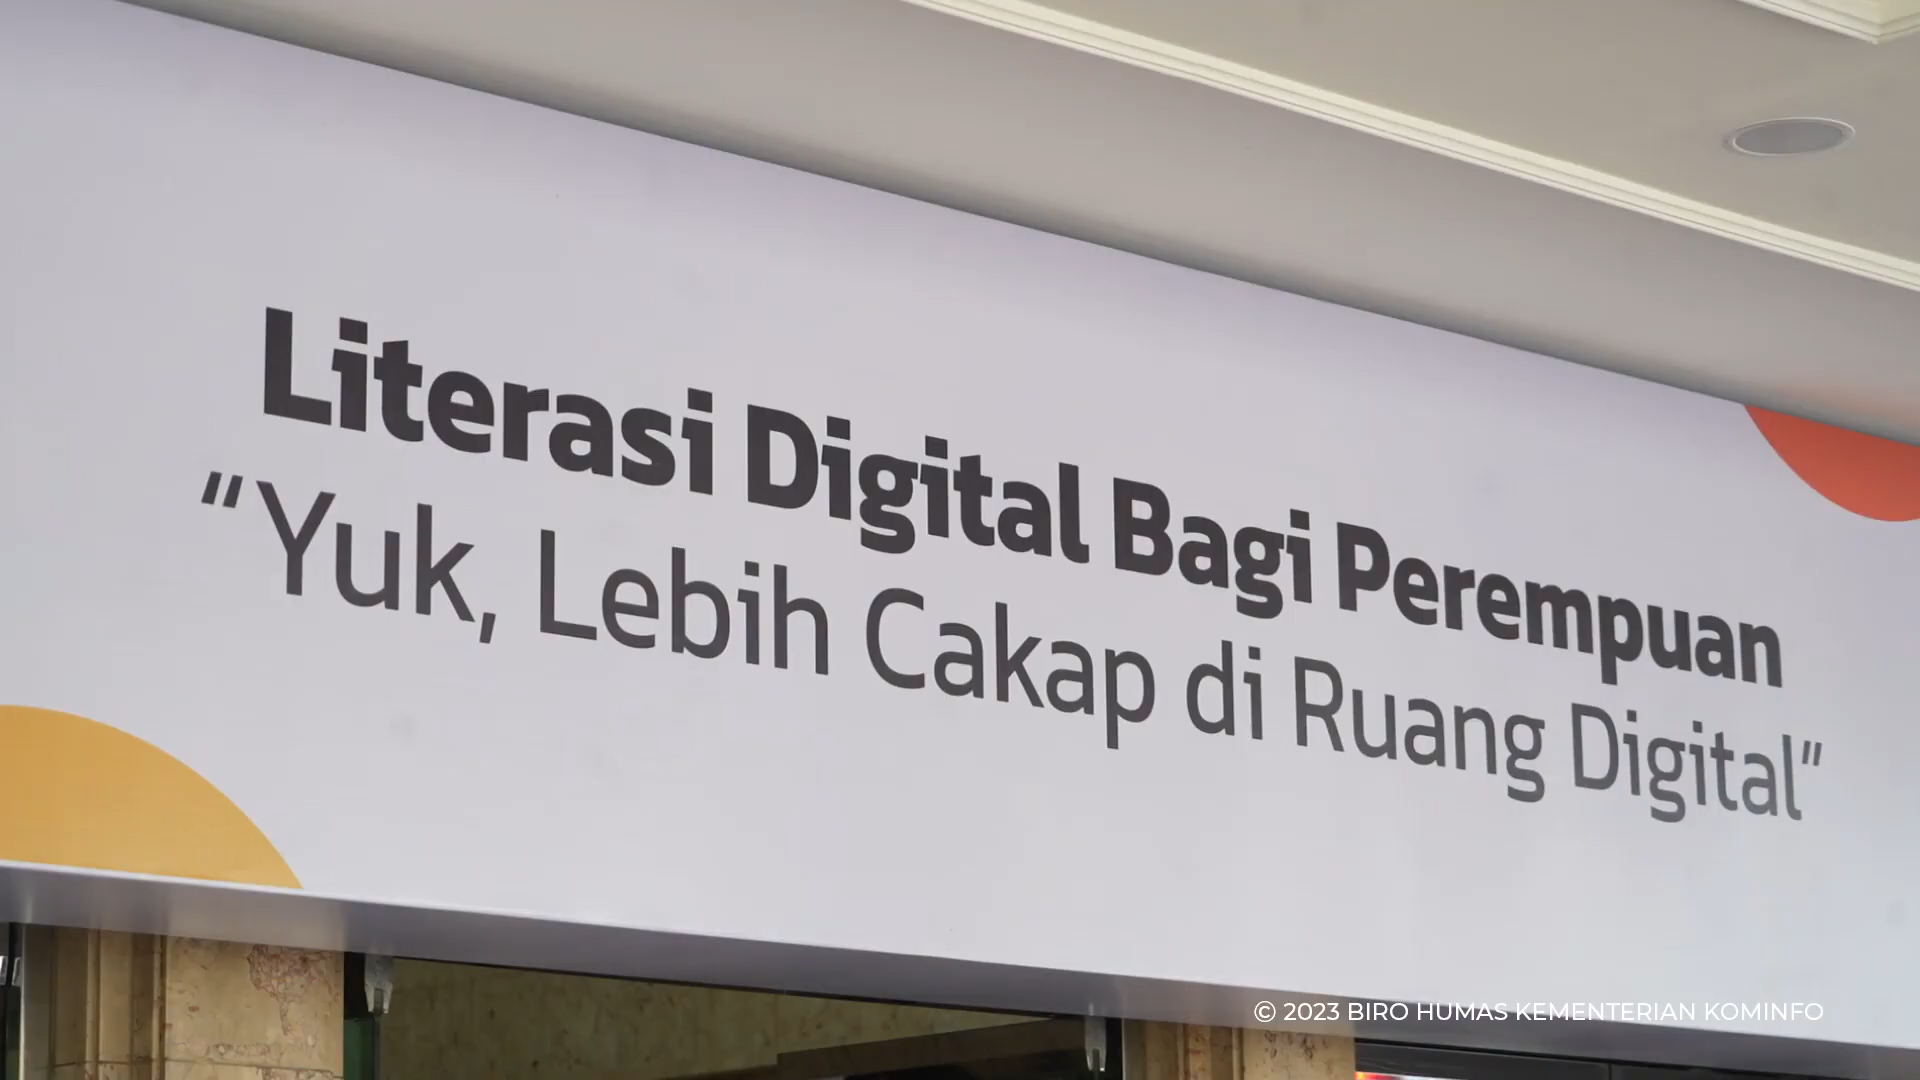 Literasi Digital Bagi Perempuan
“Yuk, Lebih Cakap di Ruang Digital”
© 2023 BIRO HUMAS KEMENTERIAN KOMINFO